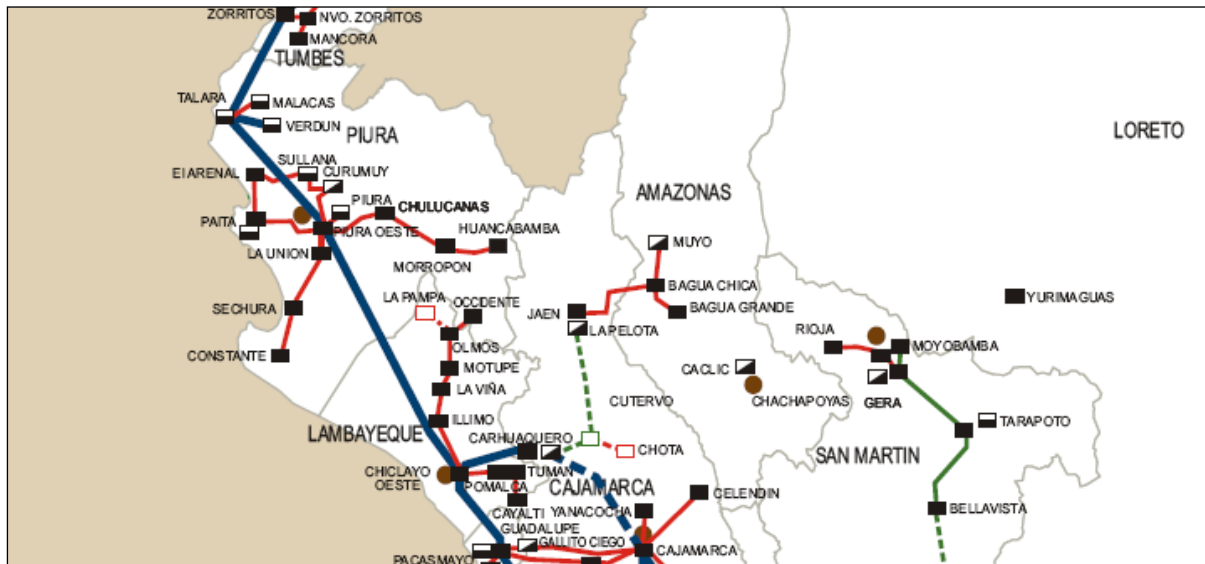 ZORRITOS
NVO. ZORRITOS
MANCORA
TUMBES
TALARA
MALACAS
VERDUN
PIURA
LORETO
SULLANA
CURUMUY
EI ARENAL
AMAZONAS
PIURA
CHULUCANAS
PAITA
PIURA OESTE
HUANCABAMBA
MUYO
LA UNION
MORROPON
BAGUA CHICA
LA PAMPA
OCCIDENTE
YURIMAGUAS
SECHURA
JAEN
BAGUA GRANDE
LA PELOTA
RIOJA
OLMOS
MOYOBAMBA
CONSTANTE
MOTUPE
CACLIC
LA VIÑA
CHACHAPOYAS
GERA
CUTERVO
ILLIMO
TARAPOTO
LAMBAYEQUE
CARHUAQUERO
CHOTA
SAN MARTIN
CHICLAYO
OESTE
TUMAN
POMALCA
CAJAMARCA
CELENDIN
CAYALTI
YANACOCHA
BELLAVISTA
GUADALUPE
GALLITO CIEGO
PACASMAYO
CAJAMARCA